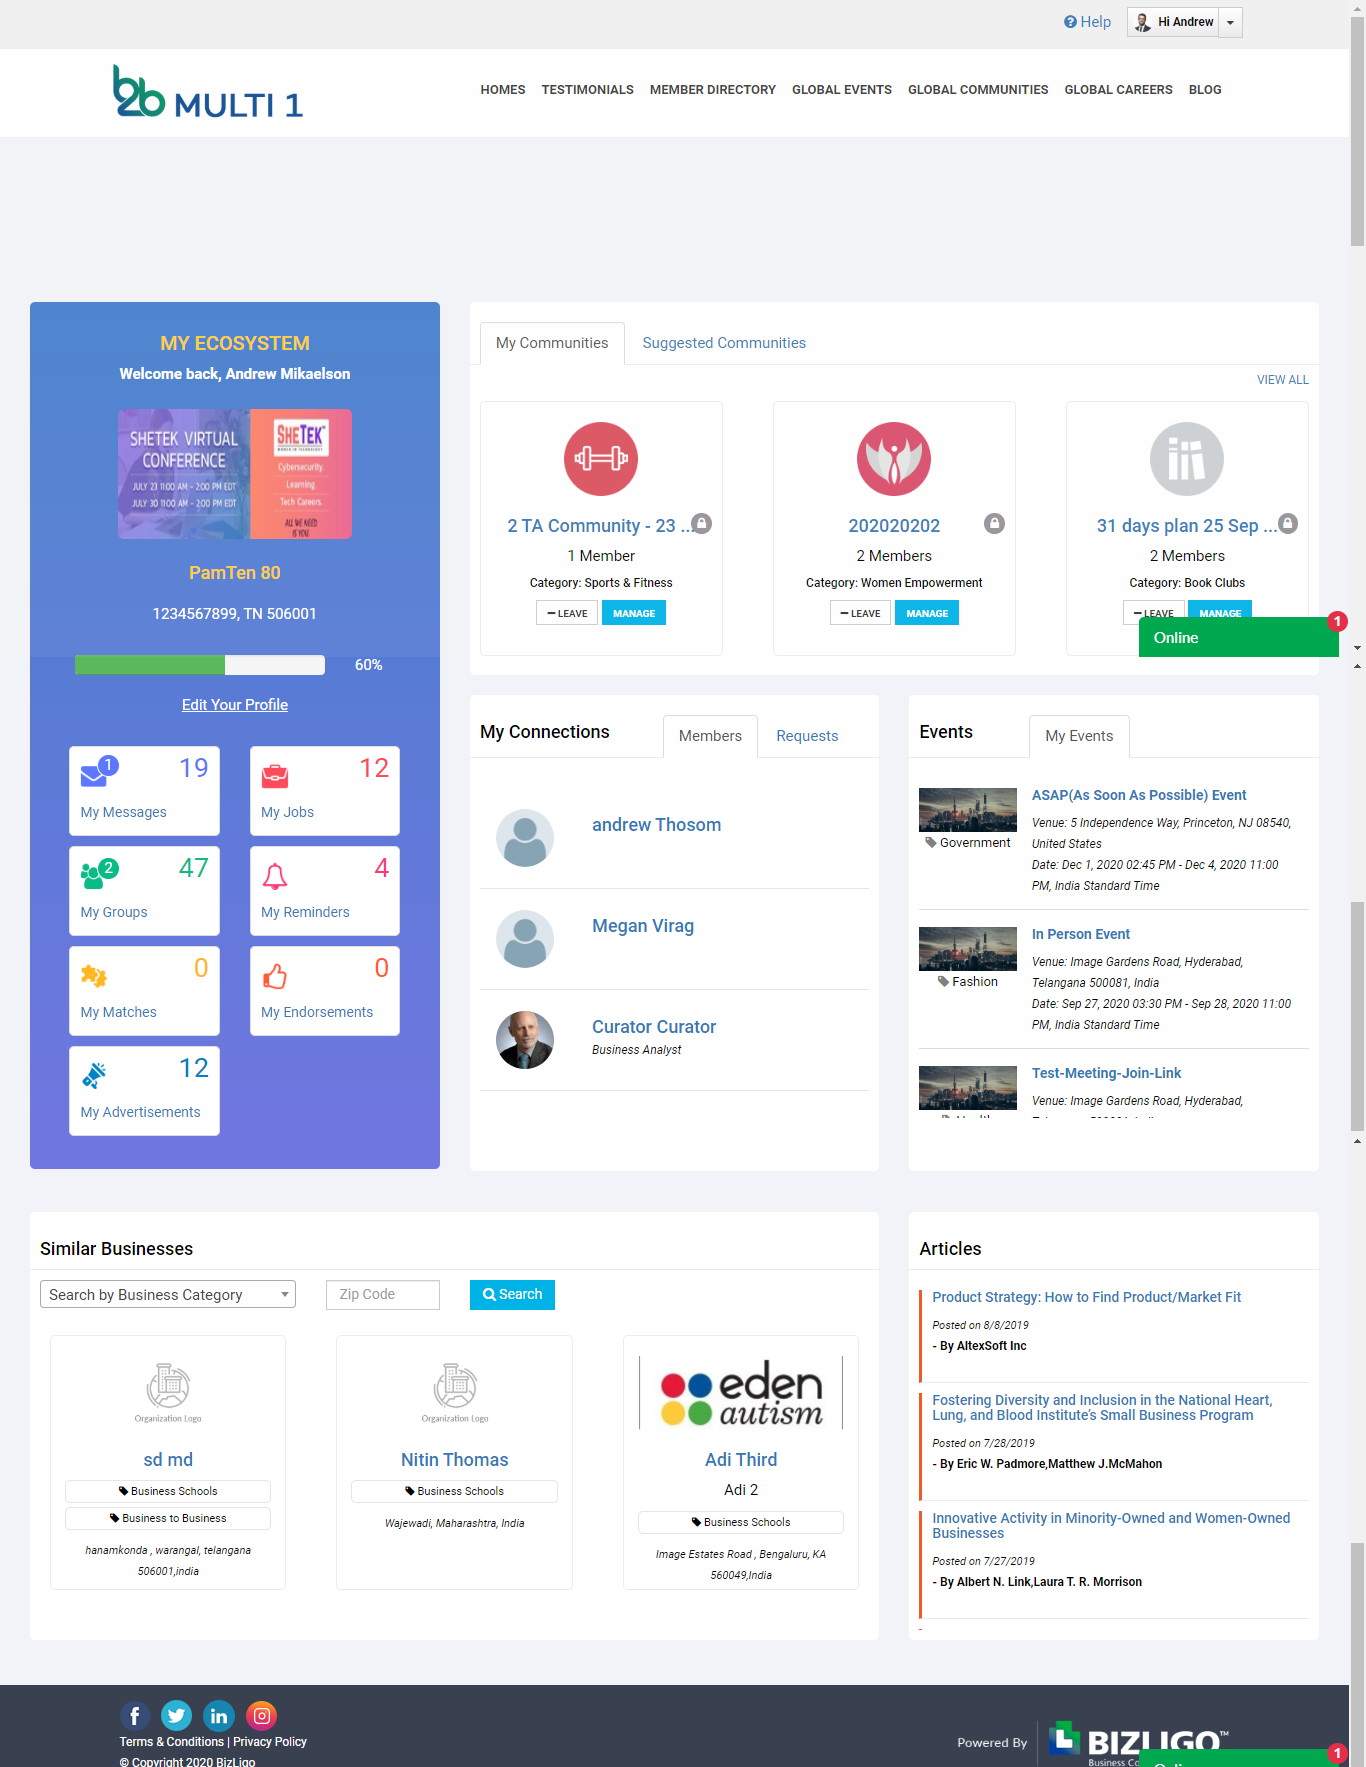 Help
Hi Andrew
b2b MULTI 1
HOMES TESTIMONIALS MEMBER DIRECTORY GLOBAL EVENTS GLOBAL COMMUNITIES GLOBAL CAREERS BLOG
MY ECOSYSTEM
Welcome back, Andrew Mikaelson
SHETEK VIRTUAL
CONFERENCE
JULY 23 11:00 AM - 2:00 PM EDT
JULY 30 11:00 AM - 2:00 PM EDT
SHETEK
WOMEN IN TECHNOLOGY
Cybersecurity
Learning
Tech Careers
ALL WE NEED
IS YOU
PamTen 80
1234567899, TN 506001
60%
Edit Your Profile
1
19
My Messages
12
My Jobs
2
47
My Groups
4
My Reminders
0
My Matches
0
My Endorsements
12
My Advertisements
My Communities
Suggested Communities
VIEW ALL
2 TA Community - 23 ...
1 Member
Category: Sports & Fitness
LEAVE
MANAGE
202020202
2 Members
Category: Women Empowerment
LEAVE
MANAGE
31 days plan 25 Sep ...
2 Members
Category: Book Clubs
LEAVE
MANAGE
Online
1
My Connections
Members
Requests
andrew Thosom
Megan Virag
Curator Curator
Business Analyst
Events
My Events
ASAP(As Soon As Possible) Event
Venue: 5 Independence Way, Princeton, NJ 08540,
United States
Date: Dec 1, 2020 02:45 PM - Dec 4, 2020 11:00
PM, India Standard Time
Government
In Person Event
Venue: Image Gardens Road, Hyderabad,
Telangana 500081, India
Date: Sep 27, 2020 03:30 PM - Sep 28, 2020 11:00
PM, India Standard Time
Fashion
Test-Meeting-Join-Link
Venue: Image Gardens Road, Hyderabad,
Similar Businesses
Search by Business Category
Zip Code
Search
Organization Logo
sd md
Business Schools
Business to Business
hanamkonda , warangal, telangana
506001,india
Organization Logo
Nitin Thomas
Business Schools
Wajewadi, Maharashtra, India
eden
autism
Adi Third
Adi 2
Business Schools
Image Estates Road , Bengaluru, KA
560049,India
Articles
Product Strategy: How to Find Product/Market Fit
Posted on 8/8/2019
- By AltexSoft Inc
Fostering Diversity and Inclusion in the National Heart,
Lung, and Blood Institute's Small Business Program
Posted on 7/28/2019
- By Eric W. Padmore,Matthew J.McMahon
Innovative Activity in Minority-Owned and Women-Owned
Businesses
Posted on 7/27/2019
- By Albert N. Link,Laura T. R. Morrison
Terms & Conditions | Privacy Policy
© Copyright 2020 BizLigo
Powered By
BIZLIGO™
Business
Online
1